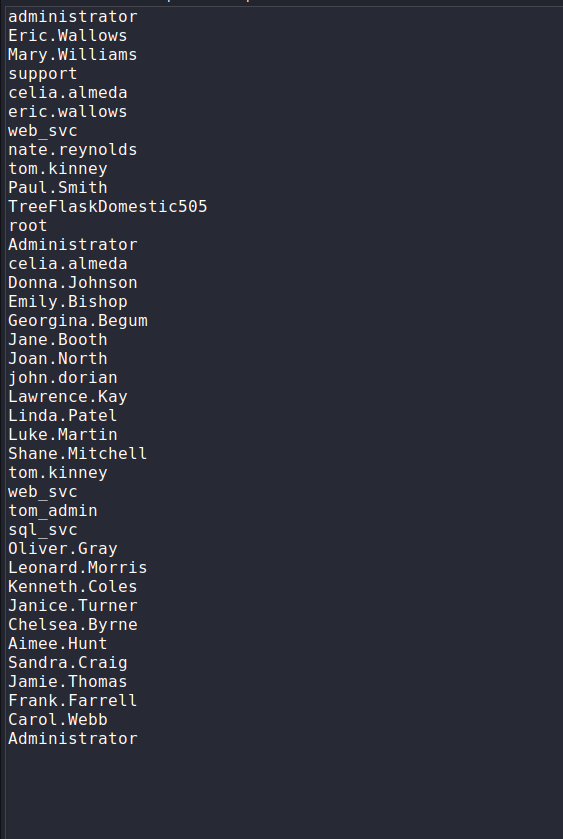 administrator
Eric.Wallows
Mary.Williams
support
celia.almeda
eric.wallows
web_svc
nate.reynolds
tom.kinney
Paul.Smith
TreeFlaskDomestic505
root
Administrator
celia.almeda
Donna.Johnson
Emily.Bishop
Georgina.Begum
Jane.Booth
Joan.North
john.dorian
Lawrence.Kay
Linda.Patel
Luke.Martin
Shane.Mitchell
tom.kinney
web_svc
tom_admin
sql_svc
Oliver.Gray
Leonard.Morris
Kenneth.Coles
Janice.Turner
Chelsea.Byrne
Aimee.Hunt
Sandra.Craig
Jamie.Thomas
Frank.Farrell
Carol.Webb
Administrator